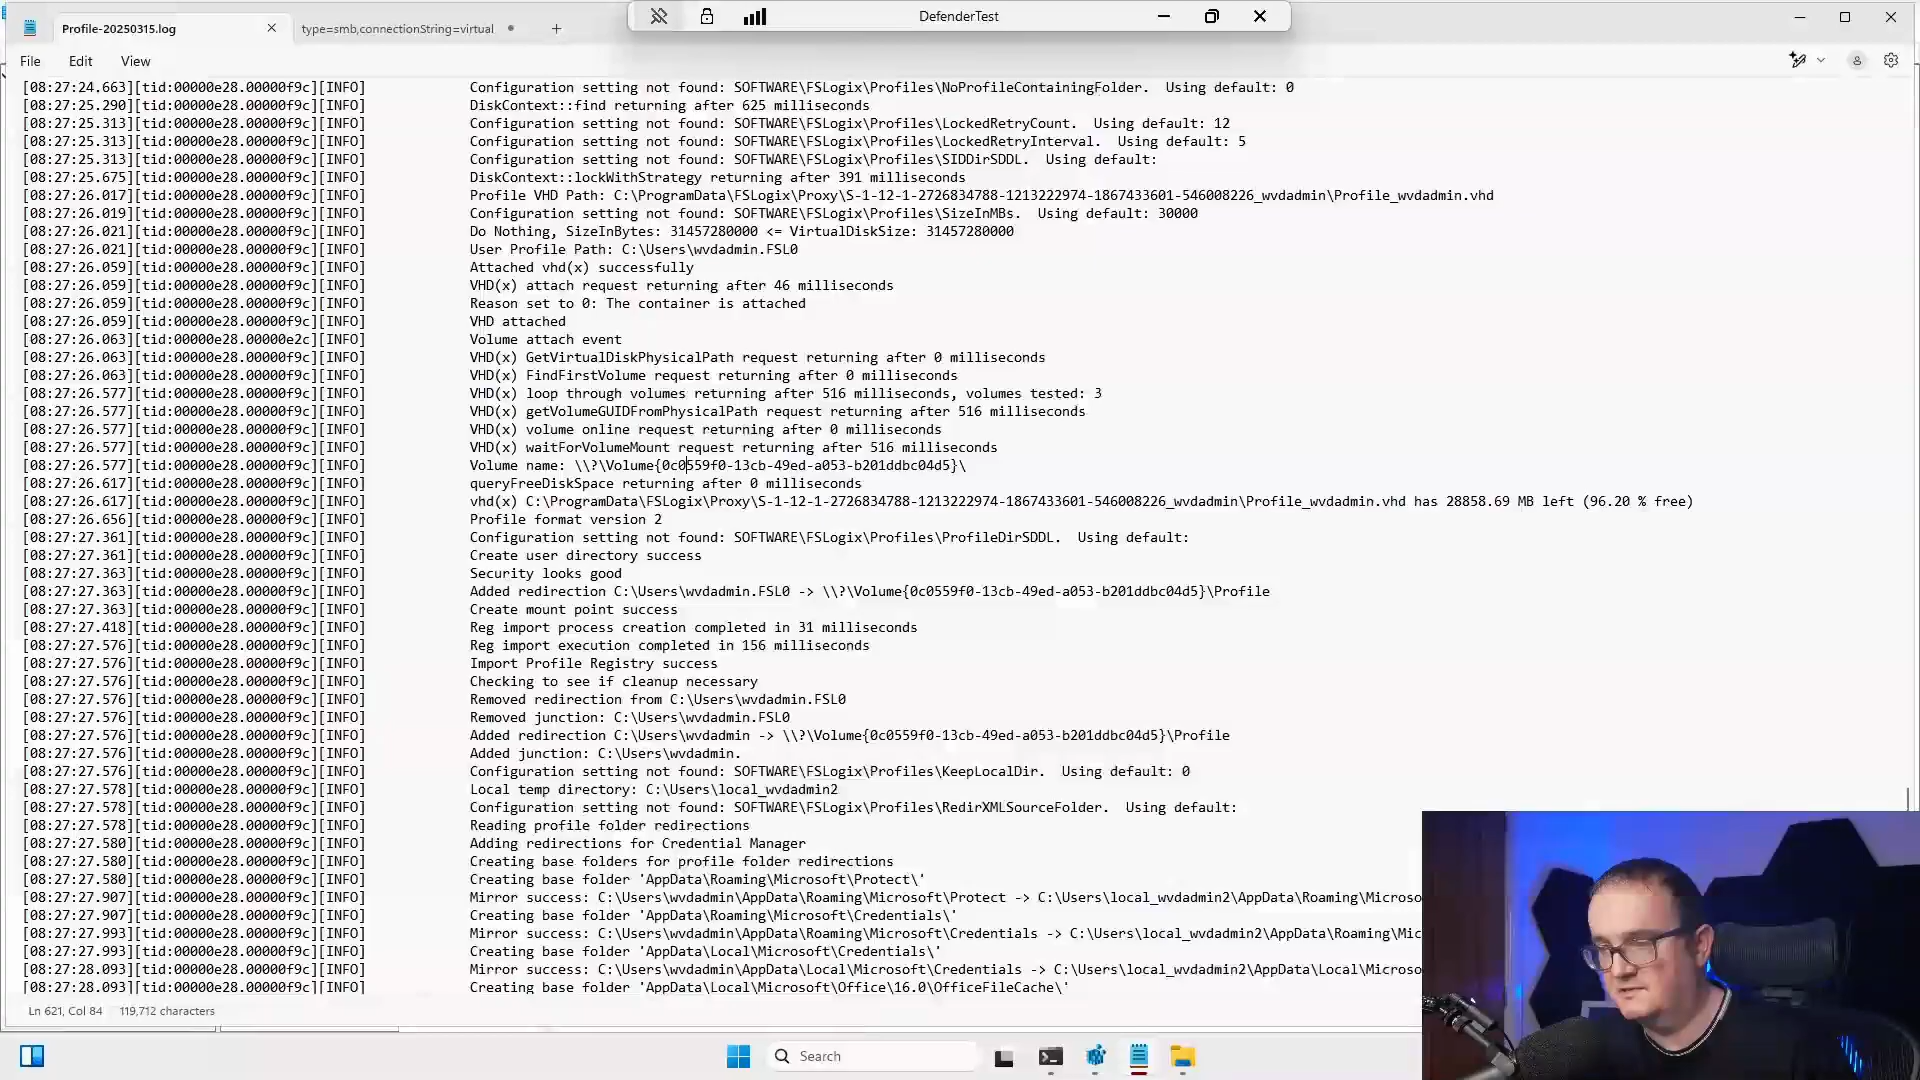 DefenderTest
Profile-20250315.log
type=smb,connectionString=virtual
File Edit View
[08:27:24.663][tid:00000e28.00000f9c][INFO] Configuration setting not found: SOFTWARE\FSLogix\Profiles\NoProfileContainingFolder.  Using default: 0
[08:27:25.290][tid:00000e28.00000f9c][INFO] DiskContext::find returning after 625 milliseconds
[08:27:25.313][tid:00000e28.00000f9c][INFO] Configuration setting not found: SOFTWARE\FSLogix\Profiles\LockedRetryCount.  Using default: 12
[08:27:25.313][tid:00000e28.00000f9c][INFO] Configuration setting not found: SOFTWARE\FSLogix\Profiles\LockedRetryInterval.  Using default: 5
[08:27:25.313][tid:00000e28.00000f9c][INFO] Configuration setting not found: SOFTWARE\FSLogix\Profiles\SIDDirSDDL.  Using default:
[08:27:25.675][tid:00000e28.00000f9c][INFO] DiskContext::lockWithStrategy returning after 391 milliseconds
[08:27:26.017][tid:00000e28.00000f9c][INFO] Profile VHD Path: C:\ProgramData\FSLogix\Proxy\S-1-12-1-2726834788-1213222974-1867433601-546008226_wvdadmin\Profile_wvdadmin.vhd
[08:27:26.019][tid:00000e28.00000f9c][INFO] Configuration setting not found: SOFTWARE\FSLogix\Profiles\SizeInMBs.  Using default: 30000
[08:27:26.021][tid:00000e28.00000f9c][INFO] Do Nothing, SizeInBytes: 31457280000 <= VirtualDiskSize: 31457280000
[08:27:26.021][tid:00000e28.00000f9c][INFO] User Profile Path: C:\Users\wvdadmin.FSL0
[08:27:26.059][tid:00000e28.00000f9c][INFO] Attached vhd(x) successfully
[08:27:26.059][tid:00000e28.00000f9c][INFO] VHD(x) attach request returning after 46 milliseconds
[08:27:26.059][tid:00000e28.00000f9c][INFO] Reason set to 0: The container is attached
[08:27:26.059][tid:00000e28.00000f9c][INFO] VHD attached
[08:27:26.063][tid:00000e28.00000e2c][INFO] Volume attach event
[08:27:26.063][tid:00000e28.00000f9c][INFO] VHD(x) GetVirtualDiskPhysicalPath request returning after 0 milliseconds
[08:27:26.063][tid:00000e28.00000f9c][INFO] VHD(x) FindFirstVolume request returning after 0 milliseconds
[08:27:26.577][tid:00000e28.00000f9c][INFO] VHD(x) loop through volumes returning after 516 milliseconds, volumes tested: 3
[08:27:26.577][tid:00000e28.00000f9c][INFO] VHD(x) getVolumeGUIDFromPhysicalPath request returning after 516 milliseconds
[08:27:26.577][tid:00000e28.00000f9c][INFO] VHD(x) volume online request returning after 0 milliseconds
[08:27:26.577][tid:00000e28.00000f9c][INFO] VHD(x) waitForVolumeMount request returning after 516 milliseconds
[08:27:26.577][tid:00000e28.00000f9c][INFO] Volume name: \\?\Volume{0c0559f0-13cb-49ed-a053-b201ddbc04d5}\
[08:27:26.617][tid:00000e28.00000f9c][INFO] queryFreeDiskSpace returning after 0 milliseconds
[08:27:26.617][tid:00000e28.00000f9c][INFO] vhd(x) C:\ProgramData\FSLogix\Proxy\S-1-12-1-2726834788-1213222974-1867433601-546008226_wvdadmin\Profile_wvdadmin.vhd has 28858.69 MB left (96.20 % free)
[08:27:26.656][tid:00000e28.00000f9c][INFO] Profile format version 2
[08:27:27.361][tid:00000e28.00000f9c][INFO] Configuration setting not found: SOFTWARE\FSLogix\Profiles\ProfileDirSDDL.  Using default:
[08:27:27.361][tid:00000e28.00000f9c][INFO] Create user directory success
[08:27:27.363][tid:00000e28.00000f9c][INFO] Security looks good
[08:27:27.363][tid:00000e28.00000f9c][INFO] Added redirection C:\Users\wvdadmin.FSL0 -> \\?\Volume{0c0559f0-13cb-49ed-a053-b201ddbc04d5}\Profile
[08:27:27.363][tid:00000e28.00000f9c][INFO] Create mount point success
[08:27:27.418][tid:00000e28.00000f9c][INFO] Reg import process creation completed in 31 milliseconds
[08:27:27.576][tid:00000e28.00000f9c][INFO] Reg import execution completed in 156 milliseconds
[08:27:27.576][tid:00000e28.00000f9c][INFO] Import Profile Registry success
[08:27:27.576][tid:00000e28.00000f9c][INFO] Checking to see if cleanup necessary
[08:27:27.576][tid:00000e28.00000f9c][INFO] Removed redirection from C:\Users\wvdadmin.FSL0
[08:27:27.576][tid:00000e28.00000f9c][INFO] Removed junction: C:\Users\wvdadmin.FSL0
[08:27:27.576][tid:00000e28.00000f9c][INFO] Added redirection C:\Users\wvdadmin -> \\?\Volume{0c0559f0-13cb-49ed-a053-b201ddbc04d5}\Profile
[08:27:27.576][tid:00000e28.00000f9c][INFO] Added junction: C:\Users\wvdadmin.
[08:27:27.576][tid:00000e28.00000f9c][INFO] Configuration setting not found: SOFTWARE\FSLogix\Profiles\KeepLocalDir.  Using default: 0
[08:27:27.578][tid:00000e28.00000f9c][INFO] Local temp directory: C:\Users\local_wvdadmin2
[08:27:27.578][tid:00000e28.00000f9c][INFO] Configuration setting not found: SOFTWARE\FSLogix\Profiles\RedirXMLSourceFolder.  Using default:
[08:27:27.578][tid:00000e28.00000f9c][INFO] Reading profile folder redirections
[08:27:27.580][tid:00000e28.00000f9c][INFO] Adding redirections for Credential Manager
[08:27:27.580][tid:00000e28.00000f9c][INFO] Creating base folders for profile folder redirections
[08:27:27.580][tid:00000e28.00000f9c][INFO] Creating base folder 'AppData\Roaming\Microsoft\Protect\'
[08:27:27.907][tid:00000e28.00000f9c][INFO] Mirror success: C:\Users\wvdadmin\AppData\Roaming\Microsoft\Protect -> C:\Users\local_wvdadmin2\AppData\Roaming\Microso
[08:27:27.907][tid:00000e28.00000f9c][INFO] Creating base folder 'AppData\Roaming\Microsoft\Credentials\'
[08:27:27.993][tid:00000e28.00000f9c][INFO] Mirror success: C:\Users\wvdadmin\AppData\Roaming\Microsoft\Credentials -> C:\Users\local_wvdadmin2\AppData\Roaming\Mic
[08:27:27.993][tid:00000e28.00000f9c][INFO] Creating base folder 'AppData\Local\Microsoft\Credentials\'
[08:27:28.093][tid:00000e28.00000f9c][INFO] Mirror success: C:\Users\wvdadmin\AppData\Local\Microsoft\Credentials -> C:\Users\local_wvdadmin2\AppData\Local\Microso
[08:27:28.093][tid:00000e28.00000f9c][INFO] Creating base folder 'AppData\Local\Microsoft\Office\16.0\OfficeFileCache\'
Ln 621, Col 84 119,712 characters
Search